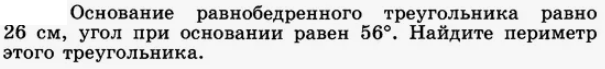 Основание равнобедренного треугольника равно
26 см, угол при основании равен 56°. Найдите периметр
этого треугольника.